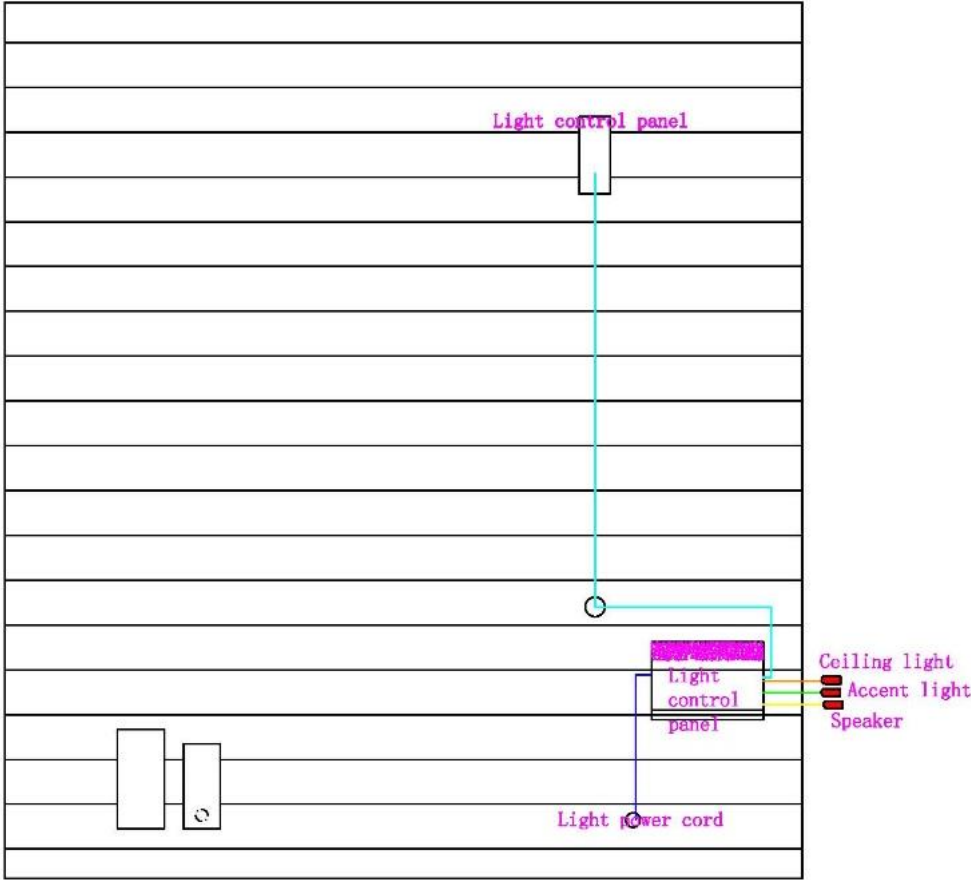 Light control panel
Ceiling light
Light
control
panel
Accent light
Speaker
Light power cord